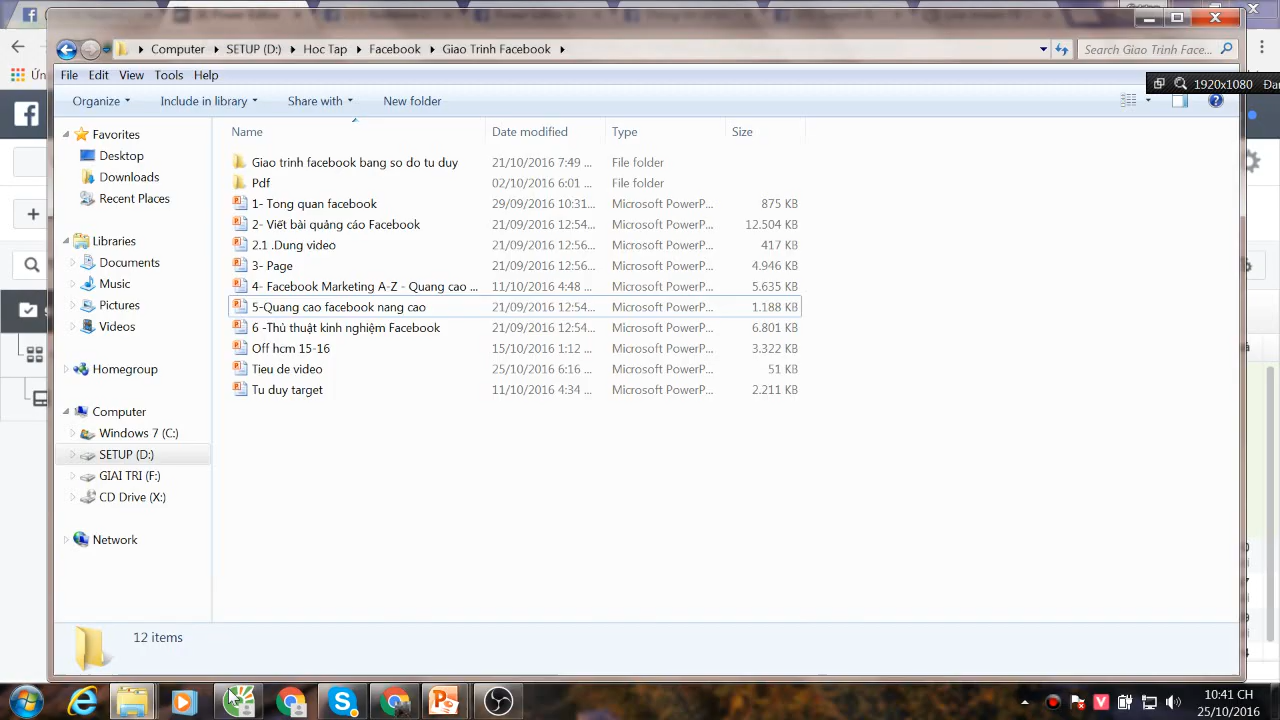 Computer ▸ SETUP (D:) ▸ Hoc Tap ▸ Facebook ▸ Giao Trinh Facebook ▸
Search Giao Trinh Face...
File Edit View Tools Help
1920x1080
Organize Include in library Share with New folder
Name Date modified Type Size
Favorites
Desktop
Downloads
Recent Places
Libraries
Documents
Music
Pictures
Videos
Homegroup
Computer
Windows 7 (C:)
SETUP (D:)
GIAI TRI (F:)
CD Drive (X:)
Network
Giao trinh facebook bang so do tu duy 21/10/2016 7:49 ... File folder
Pdf 02/10/2016 6:01 ... File folder
1- Tong quan facebook 29/09/2016 10:31... Microsoft PowerP... 875 KB
2- Viết bài quảng cáo Facebook 21/09/2016 12:54... Microsoft PowerP... 12.504 KB
2.1 .Dung video 21/09/2016 12:56... Microsoft PowerP... 417 KB
3- Page 21/09/2016 12:56... Microsoft PowerP... 4.946 KB
4- Facebook Marketing A-Z - Quang cao ... 11/10/2016 4:48 ... Microsoft PowerP... 5.635 KB
5-Quang cao facebook nang cao 21/09/2016 12:54... Microsoft PowerP... 1.188 KB
6 -Thủ thuật kinh nghiệm Facebook 21/09/2016 12:54... Microsoft PowerP... 6.801 KB
Off hcm 15-16 15/10/2016 1:12 ... Microsoft PowerP... 3.322 KB
Tieu de video 25/10/2016 6:16 ... Microsoft PowerP... 51 KB
Tu duy target 11/10/2016 4:34 ... Microsoft PowerP... 2.211 KB
12 items
10:41 CH
25/10/2016